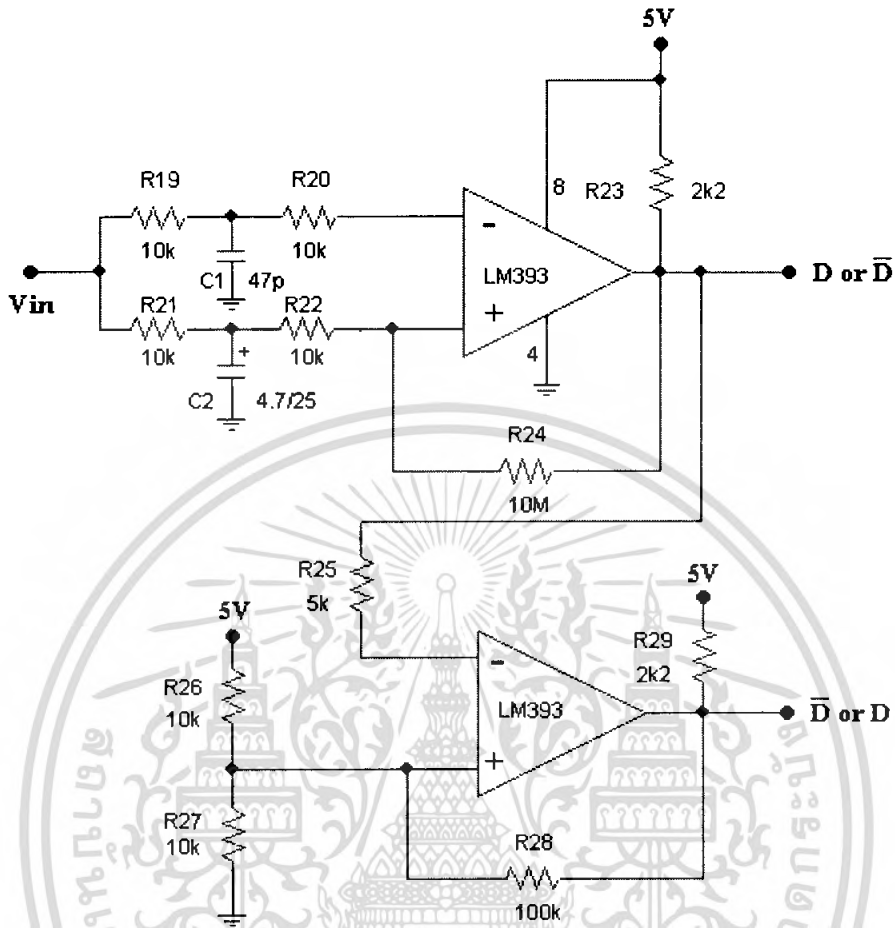 5V
R19
R20
8
R23
2k2
10k
10k
-
LM393
D or D̅
C1
47p
Vin
R21
R22
+
10k
+
10k
4
C2
4.7/25
R24
10M
R25
5k
5V
5V
R26
10k
-
LM393
R29
2k2
D̅ or D
+
R27
10k
R28
100k